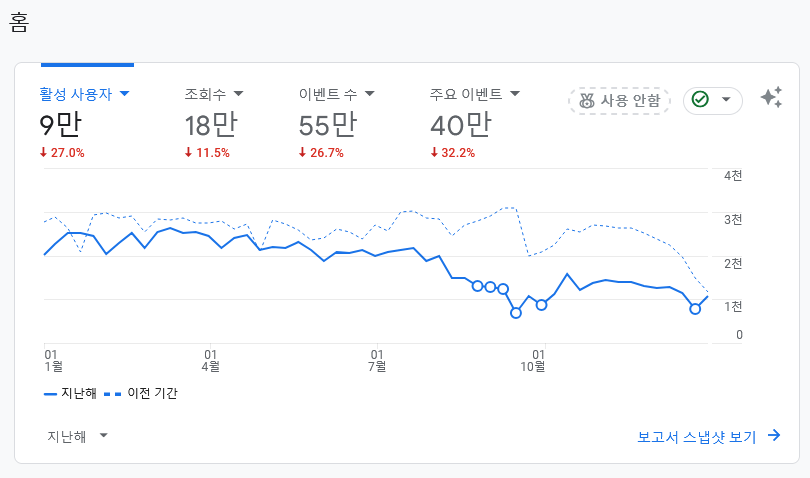 홈
활성 사용자
9만
27.0%
조회수
18만
11.5%
이벤트 수
55만
26.7%
주요 이벤트
40만
32.2%
사용 안함
4천
3천
2천
1천
0
01
1월
01
4월
01
7월
01
10월
지난해
이전 기간
지난해
보고서 스냅샷 보기